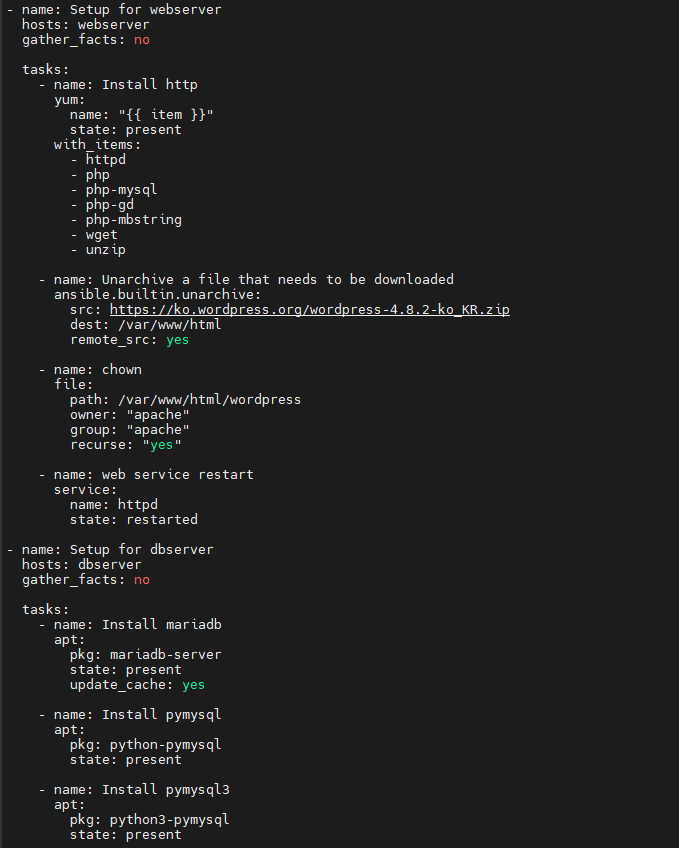 - name: Setup for webserver
  hosts: webserver
  gather_facts: no

  tasks:
    - name: Install http
      yum:
        name: "{{ item }}"
        state: present
      with_items:
        - httpd
        - php
        - php-mysql
        - php-gd
        - php-mbstring
        - wget
        - unzip

    - name: Unarchive a file that needs to be downloaded
      ansible.builtin.unarchive:
        src: https://ko.wordpress.org/wordpress-4.8.2-ko_KR.zip
        dest: /var/www/html
        remote_src: yes

    - name: chown
      file:
        path: /var/www/html/wordpress
        owner: "apache"
        group: "apache"
        recurse: "yes"

    - name: web service restart
      service:
        name: httpd
        state: restarted

- name: Setup for dbserver
  hosts: dbserver
  gather_facts: no

  tasks:
    - name: Install mariadb
      apt:
        pkg: mariadb-server
        state: present
        update_cache: yes

    - name: Install pymysql
      apt:
        pkg: python-pymysql
        state: present

    - name: Install pymysql3
      apt:
        pkg: python3-pymysql
        state: present